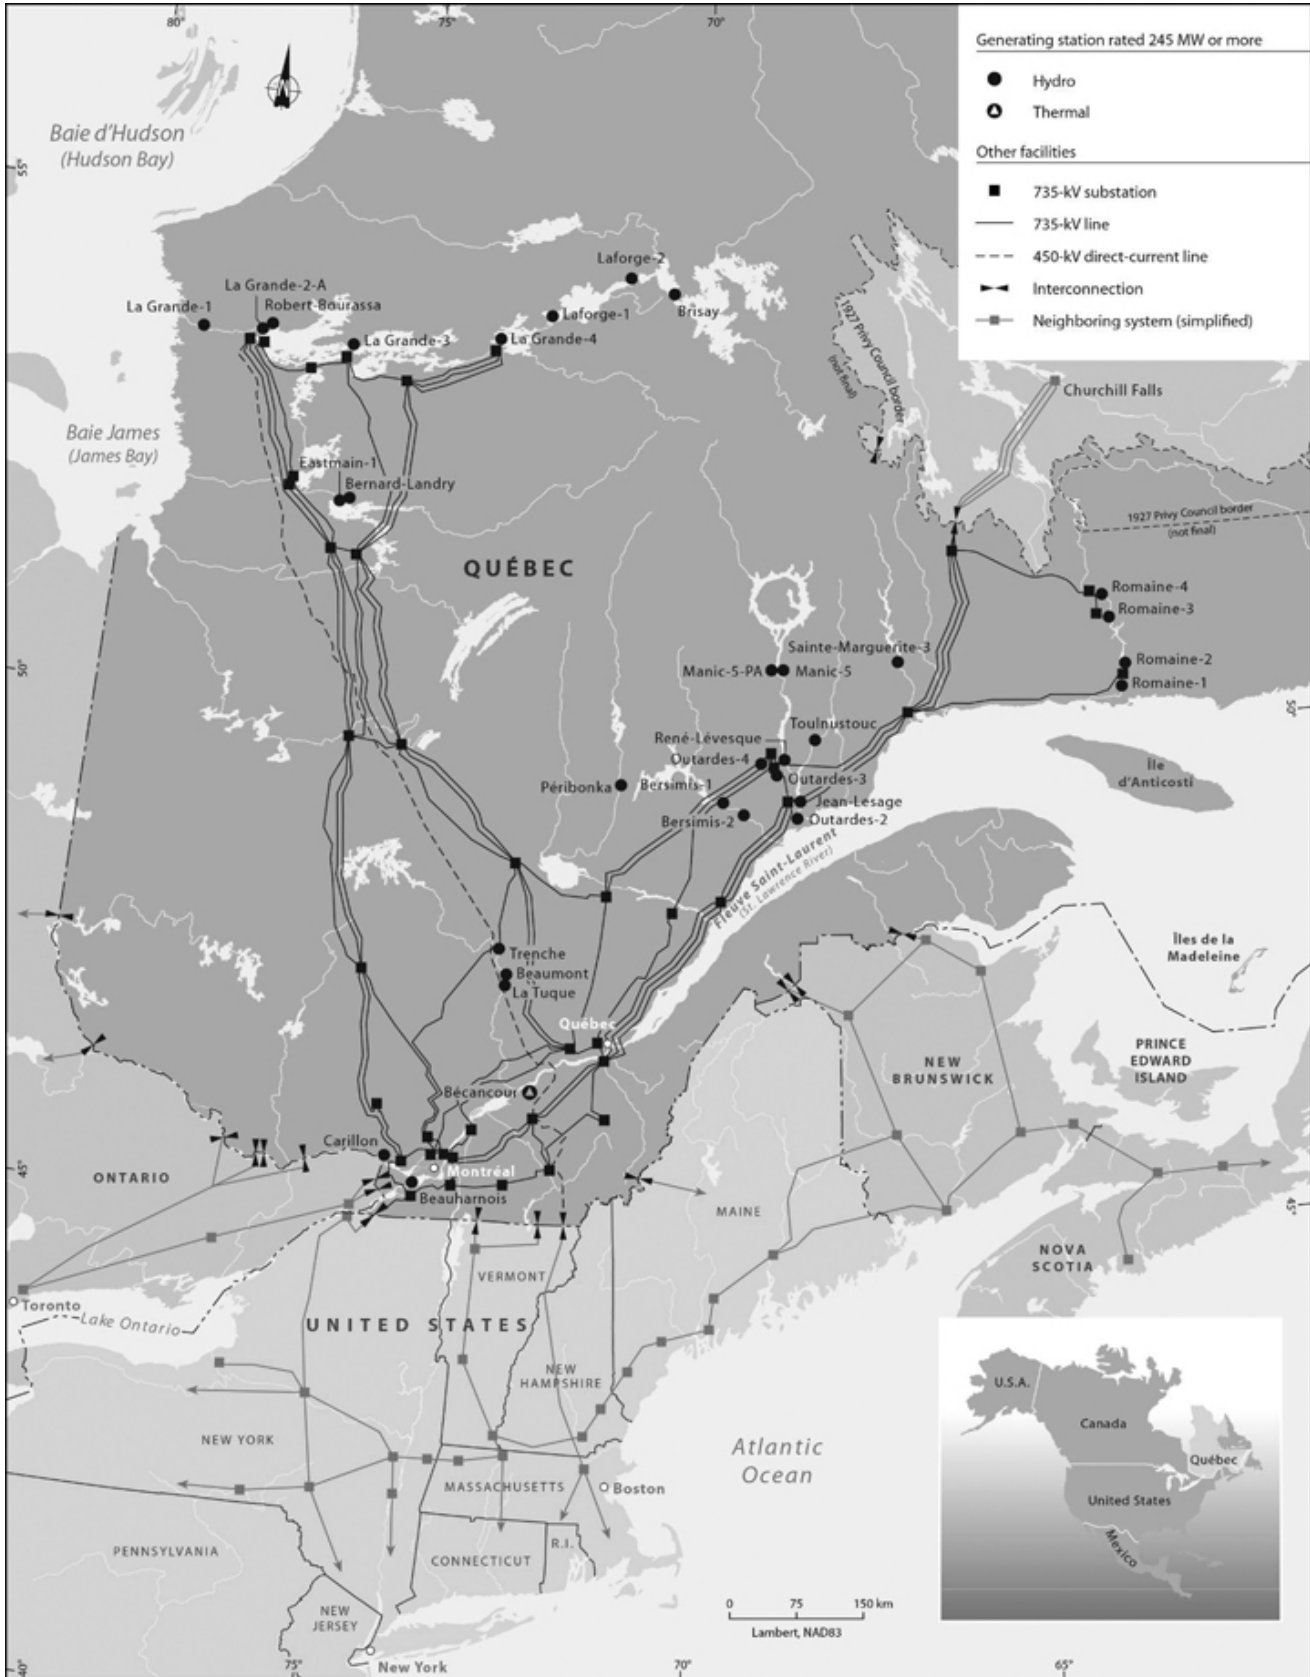 80°
75°
70°
Generating station rated 245 MW or more
Hydro
Thermal
Other facilities
735-kV substation
735-kV line
450-kV direct-current line
Interconnection
Neighboring system (simplified)
Baie d'Hudson
(Hudson Bay)
55°
Laforge-2
La Grande-2-A
La Grande-1
Robert-Bourassa
Brisay
Laforge-1
La Grande-3
La Grande-4
1927 Privy Council border
(not final)
Churchill Falls
Baie James
(James Bay)
Eastmain-1
Bernard-Landry
1927 Privy Council border
(not final)
QUÉBEC
Romaine-4
Romaine-3
Sainte-Marguerite-3
50°
Manic-5-PA
Manic-5
Romaine-2
Romaine-1
50°
Toulnustouc
René-Lévesque
Outardes-4
Île
d'Anticosti
Outardes-3
Péribonka
Bersimis-1
Jean-Lesage
Bersimis-2
Outardes-2
Fleuve Saint-Laurent
(St. Lawrence River)
Îles de la
Madeleine
Trenche
Beaumont
La Tuque
Québec
PRINCE
EDWARD
ISLAND
NEW
BRUNSWICK
Bécancour
Carillon
45°
Montréal
ONTARIO
Beauharnois
MAINE
45°
NOVA
SCOTIA
VERMONT
Toronto
Lake Ontario
UNITED STATES
NEW
HAMPSHIRE
U.S.A.
Canada
Québec
United States
Mexico
NEW YORK
Atlantic
Ocean
MASSACHUSETTS
Boston
PENNSYLVANIA
R.I.
CONNECTICUT
NEW
JERSEY
0 75 150 km
Lambert, NAD83
New York
40°
75°
70°
65°